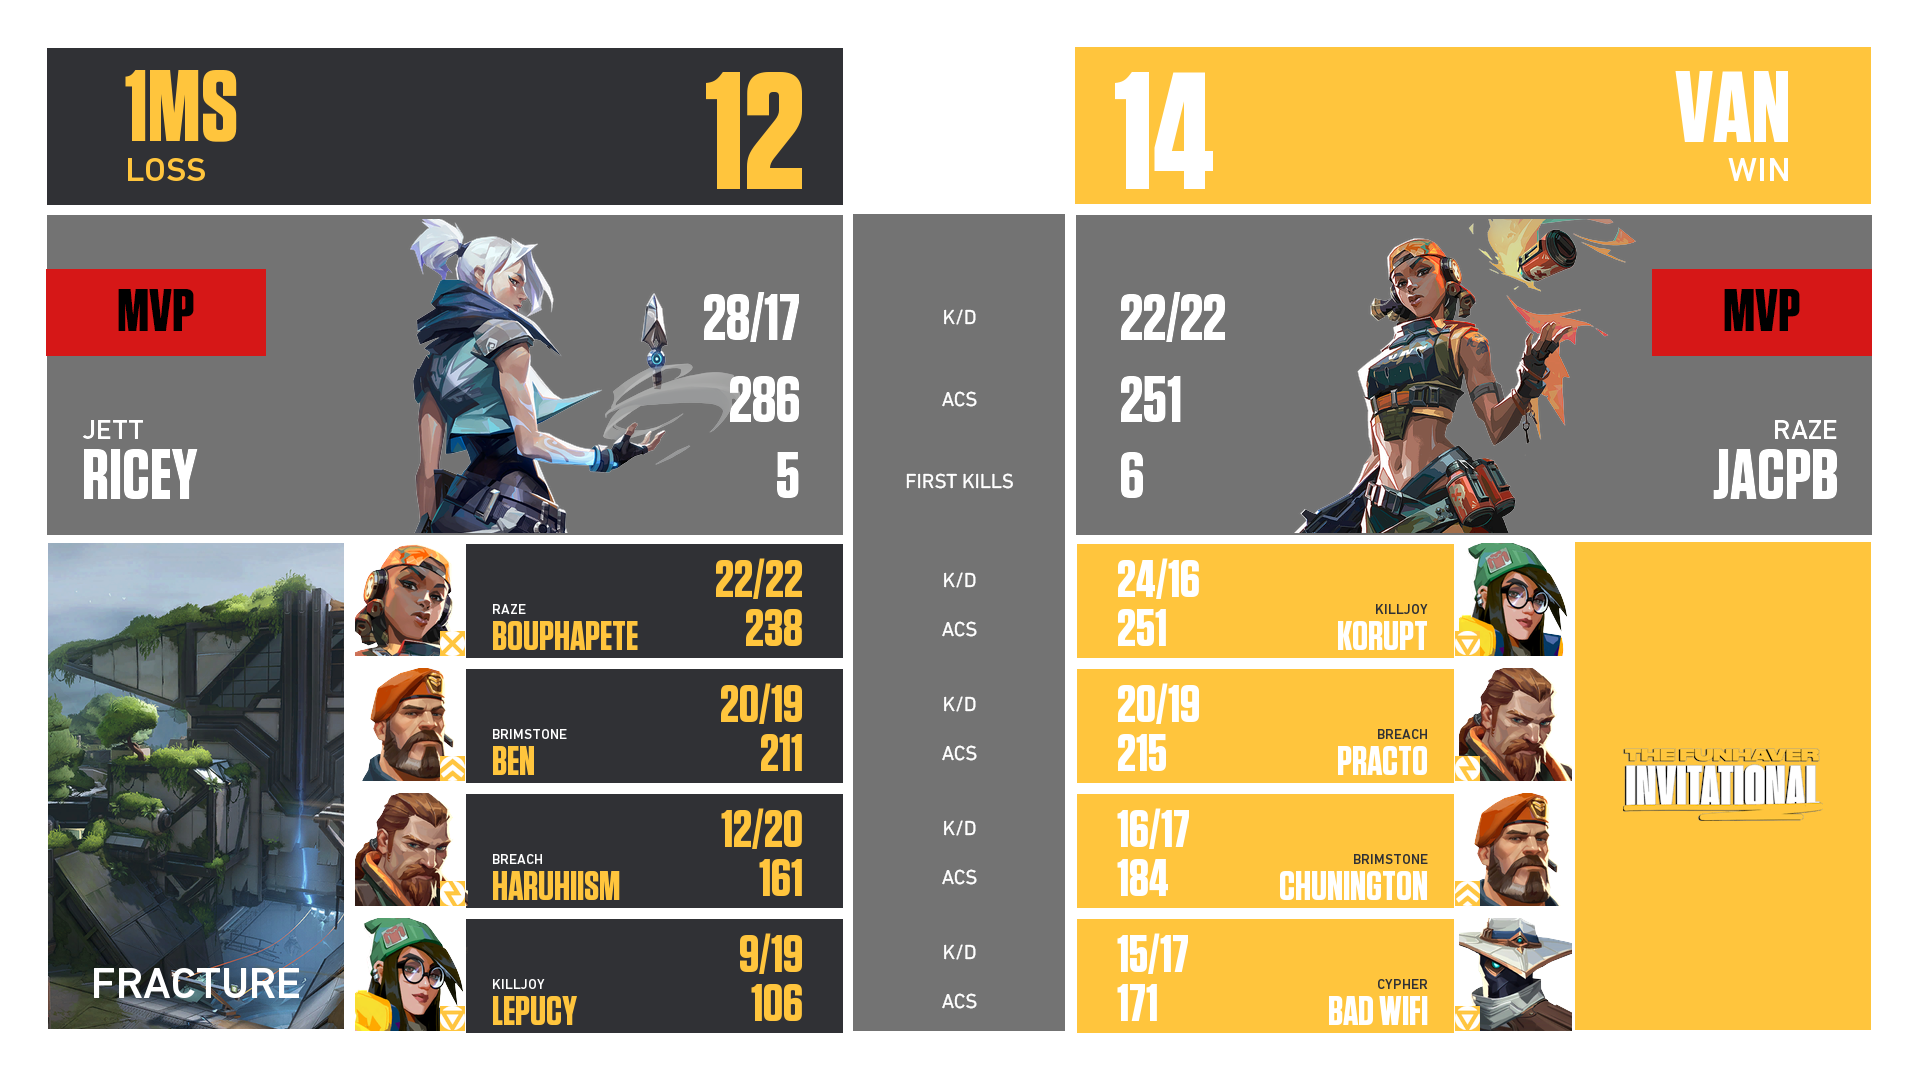 1MS
LOSS
12
14
VAN
WIN
MVP
JETT
RICEY
28/17
286
5
K/D
ACS
FIRST KILLS
22/22
251
6
MVP
RAZE
JACPB
FRACTURE
RAZE
BOUPHAPETE
22/22
238
K/D
ACS
24/16
251
KILLJOY
KORUPT
BRIMSTONE
BEN
20/19
211
K/D
ACS
20/19
215
BREACH
PRACTO
BREACH
HARUHIISM
12/20
161
K/D
ACS
16/17
184
BRIMSTONE
CHUNINGTON
KILLJOY
LEPUCY
9/19
106
K/D
ACS
15/17
171
CYPHER
BAD WIFI
THE FUNHAVER
INVITATIONAL